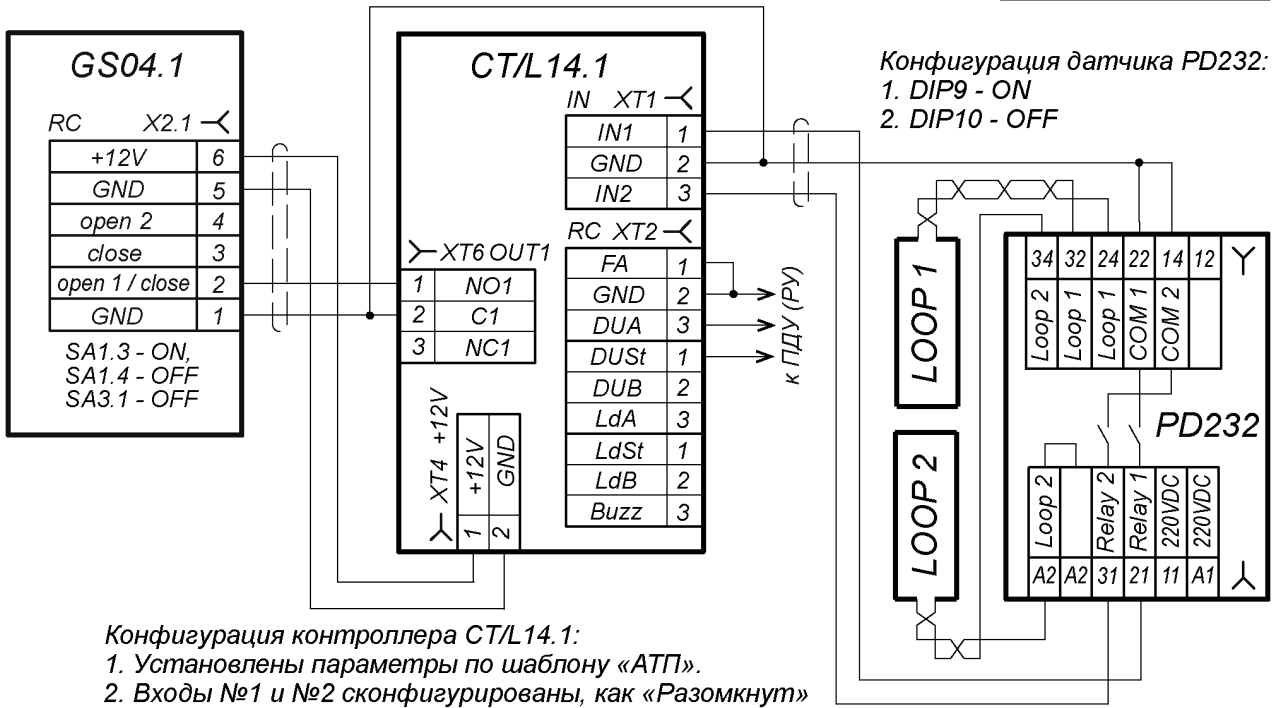 GS04.1
RC X2.1
+12V 6
GND 5
open 2 4
close 3
open 1 / close 2
GND 1
SA1.3 - ON,
SA1.4 - OFF
SA3.1 - OFF
CT/L14.1
IN XT1
IN1 1
GND 2
IN2 3
RC XT2
FA 1
GND 2
DUA 3
DUSt 1
DUB 2
LdA 3
LdSt 1
LdB 2
Buzz 3
к ПДУ (РУ)
XT6 OUT1
1 NO1
2 C1
3 NC1
XT4 +12V
+12V 1
GND 2
Конфигурация датчика PD232:
1. DIP9 - ON
2. DIP10 - OFF
LOOP 1
LOOP 2
34 32 24 22 14 12
Loop 2
Loop 1
Loop 1
COM 1
COM 2
PD232
Loop 2
Relay 2
Relay 1
220VDC
220VDC
A2 A2 31 21 11 A1
Конфигурация контроллера CT/L14.1:
1. Установлены параметры по шаблону «АТП».
2. Входы №1 и №2 сконфигурированы, как «Разомкнут»